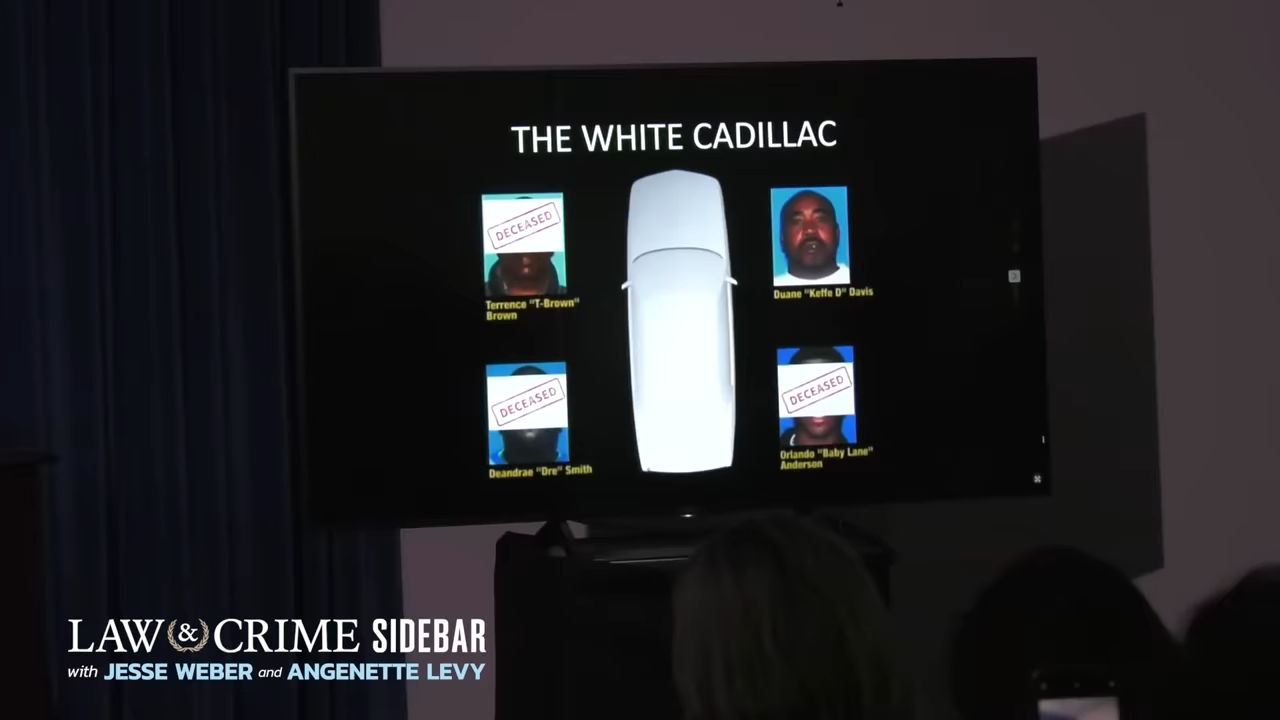 THE WHITE CADILLAC
DECEASED
Terrence "T-Brown"
Brown
Duane "Keffe D" Davis
DECEASED
Deandrae "Dre" Smith
DECEASED
Orlando "Baby Lane"
Anderson
LAW & CRIME SIDEBAR
with JESSE WEBER and ANGENETTE LEVY